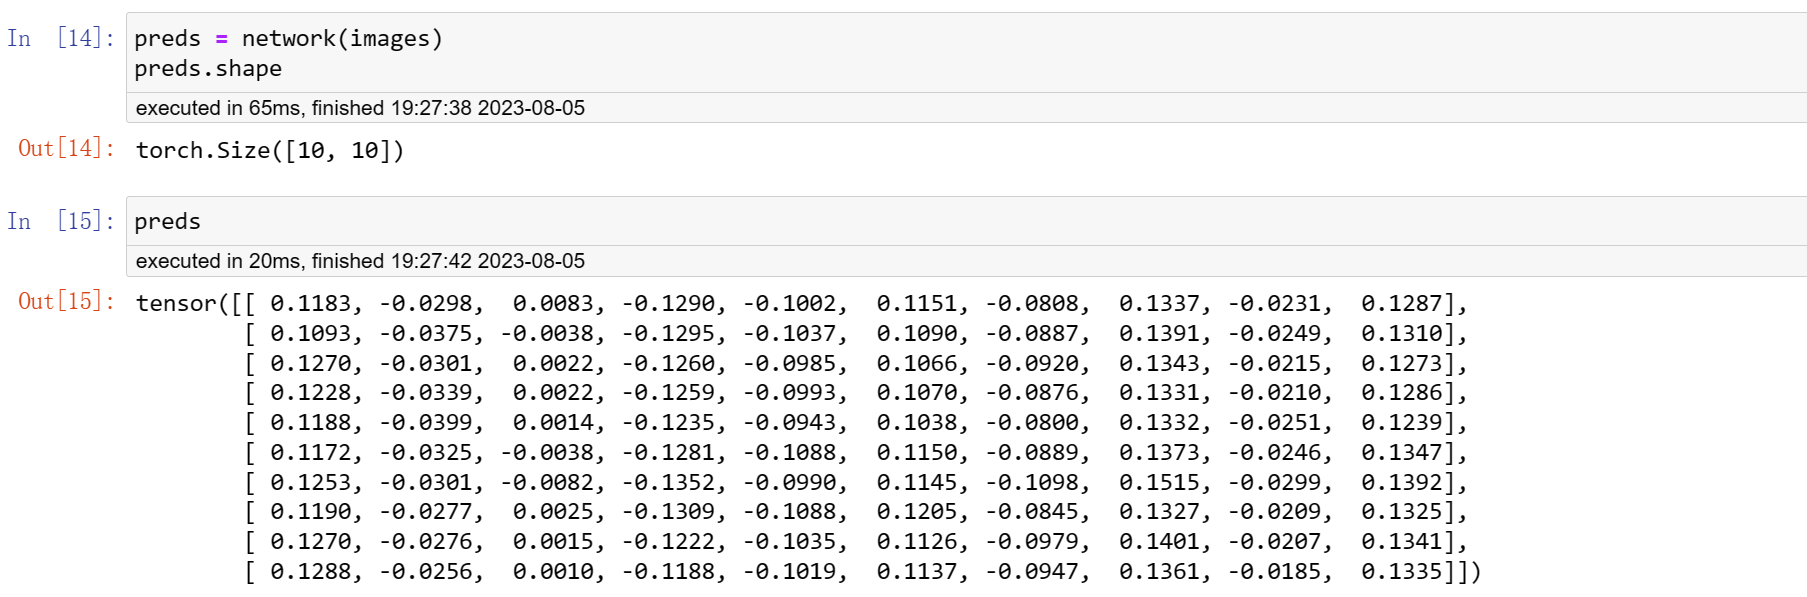 In [14]: preds = network(images)
preds.shape
executed in 65ms, finished 19:27:38 2023-08-05
Out[14]: torch.Size([10, 10])
In [15]: preds
executed in 20ms, finished 19:27:42 2023-08-05
Out[15]: tensor([[ 0.1183, -0.0298,  0.0083, -0.1290, -0.1002,  0.1151, -0.0808,  0.1337, -0.0231,  0.1287],
[ 0.1093, -0.0375, -0.0038, -0.1295, -0.1037,  0.1090, -0.0887,  0.1391, -0.0249,  0.1310],
[ 0.1270, -0.0301,  0.0022, -0.1260, -0.0985,  0.1066, -0.0920,  0.1343, -0.0215,  0.1273],
[ 0.1228, -0.0339,  0.0022, -0.1259, -0.0993,  0.1070, -0.0876,  0.1331, -0.0210,  0.1286],
[ 0.1188, -0.0399,  0.0014, -0.1235, -0.0943,  0.1038, -0.0800,  0.1332, -0.0251,  0.1239],
[ 0.1172, -0.0325, -0.0038, -0.1281, -0.1088,  0.1150, -0.0889,  0.1373, -0.0246,  0.1347],
[ 0.1253, -0.0301, -0.0082, -0.1352, -0.0990,  0.1145, -0.1098,  0.1515, -0.0299,  0.1392],
[ 0.1190, -0.0277,  0.0025, -0.1309, -0.1088,  0.1205, -0.0845,  0.1327, -0.0209,  0.1325],
[ 0.1270, -0.0276,  0.0015, -0.1222, -0.1035,  0.1126, -0.0979,  0.1401, -0.0207,  0.1341],
[ 0.1288, -0.0256,  0.0010, -0.1188, -0.1019,  0.1137, -0.0947,  0.1361, -0.0185,  0.1335]])